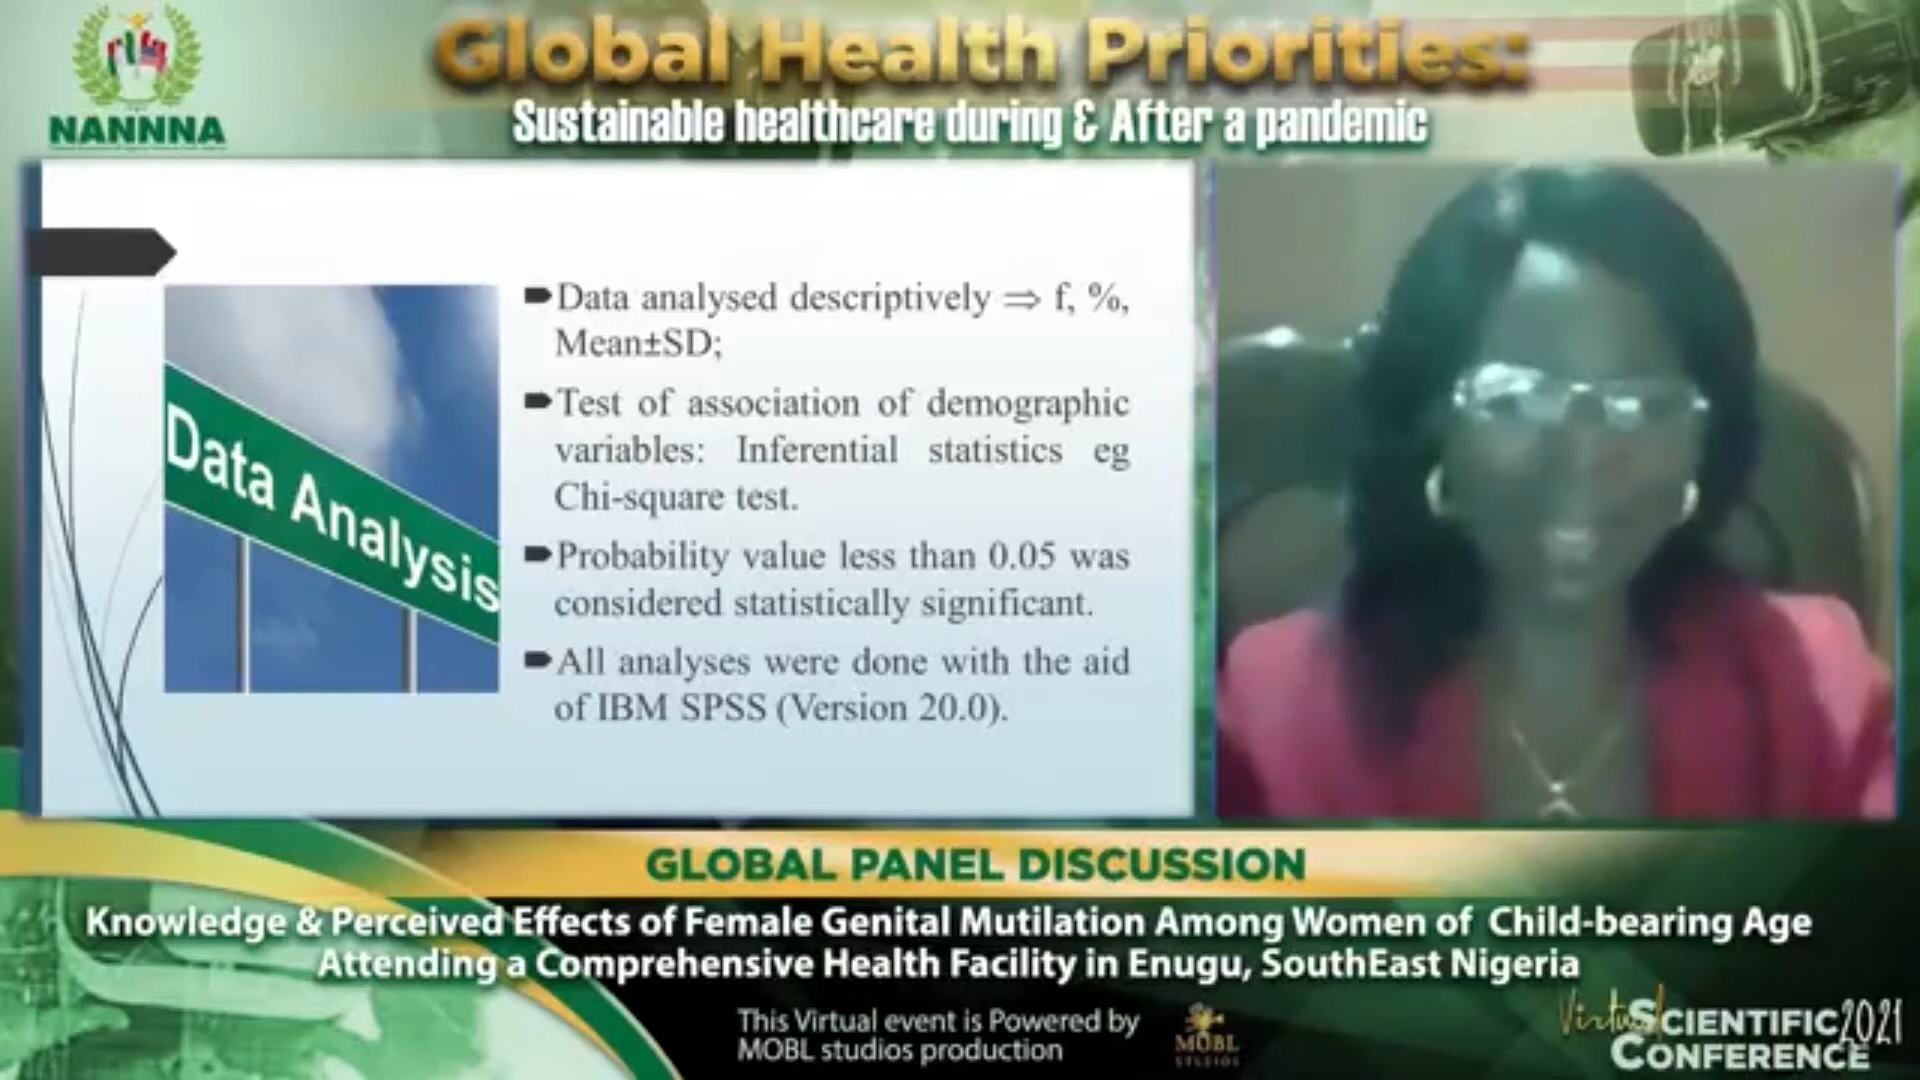 NANNNA
Global Health Priorities:
Sustainable healthcare during & After a pandemic
Data Analysis
Data analysed descriptively ⇒ f, %,
Mean±SD;
Test of association of demographic
variables: Inferential statistics eg
Chi-square test.
Probability value less than 0.05 was
considered statistically significant.
All analyses were done with the aid
of IBM SPSS (Version 20.0).
GLOBAL PANEL DISCUSSION
Knowledge & Perceived Effects of Female Genital Mutilation Among Women of Child-bearing Age
Attending a Comprehensive Health Facility in Enugu, SouthEast Nigeria
This Virtual event is Powered by
MOBL studios production
MOBL
STUDIOS
Virtual SCIENTIFIC 2021
CONFERENCE